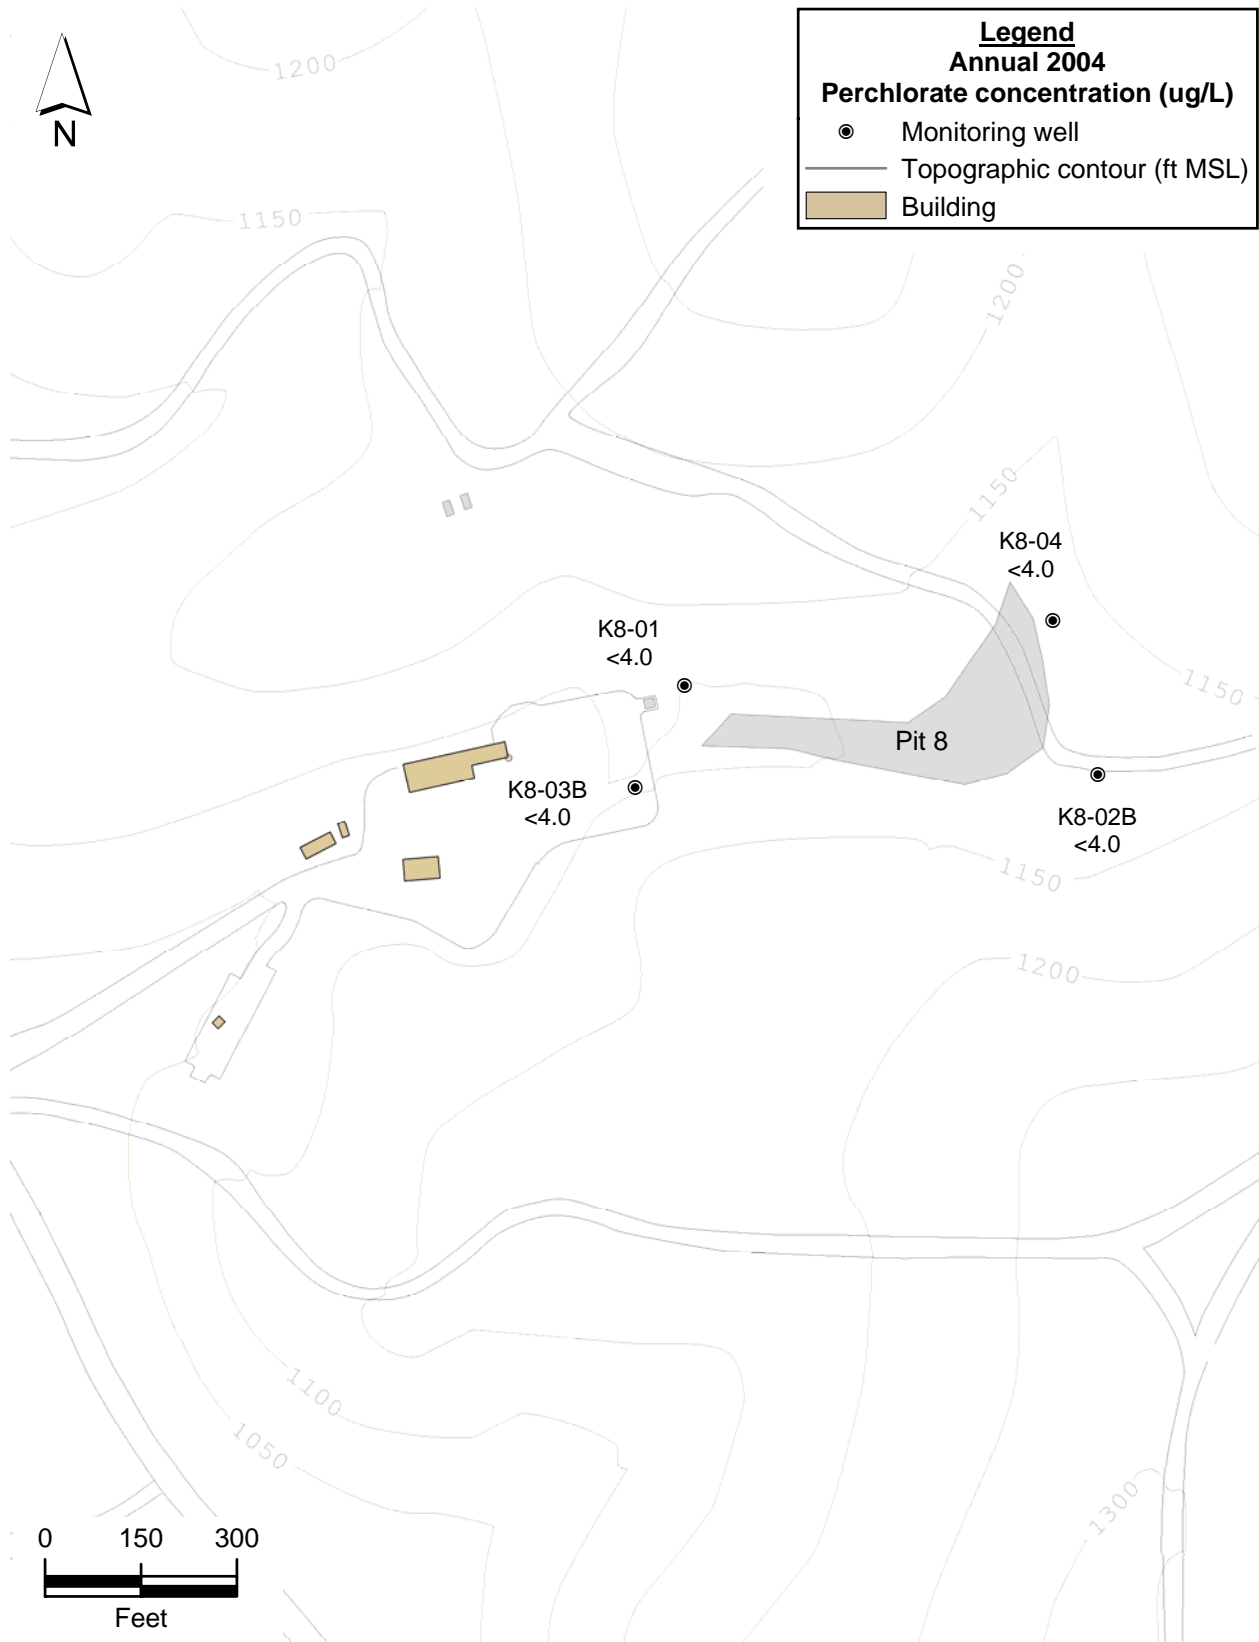 Legend
Annual 2004
Perchlorate concentration (ug/L)
Monitoring well
Topographic contour (ft MSL)
Building
N
1200
1150
1200
1150
K8-04
<4.0
K8-01
<4.0
1150
Pit 8
K8-03B
<4.0
K8-02B
<4.0
1150
1200
1100
1050
1300
0 150 300
Feet